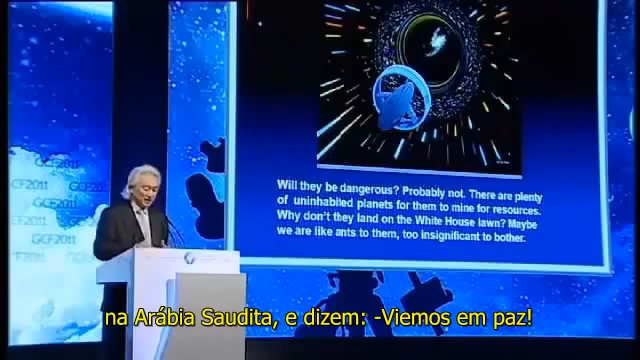 Will they be dangerous? Probably not. There are plenty
of uninhabited planets for them to mine for resources.
Why don't they land on the White House lawn? Maybe
we are like ants to them, too insignificant to bother.
GCF2011
GCF2011
GCF2011
na Arábia Saudita, e dizem: -Viemos em paz!